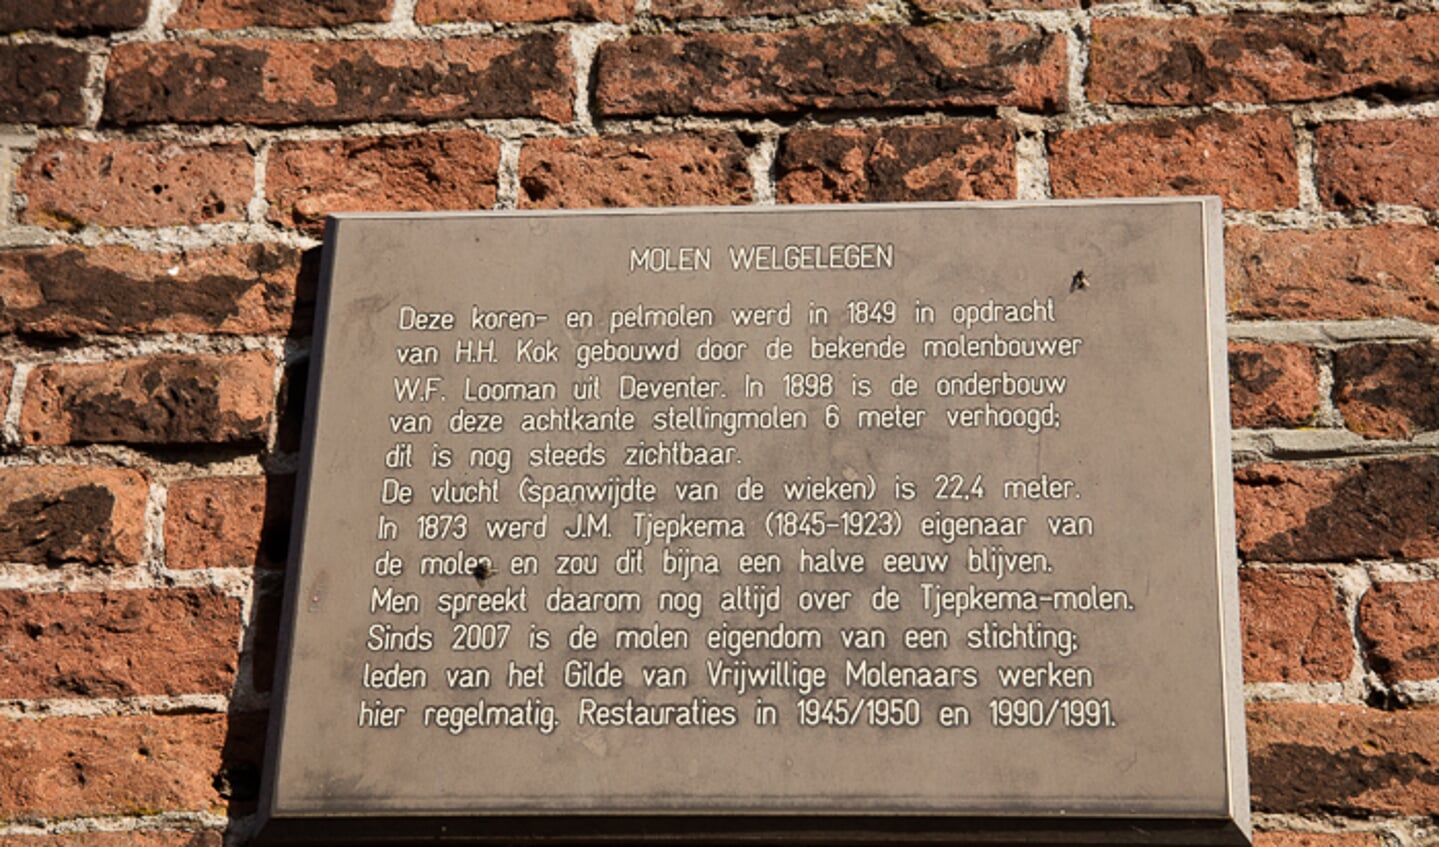 MOLEN WELGELEGEN
Deze koren- en pelmolen werd in 1849 in opdracht
van H.H. Kok gebouwd door de bekende molenbouwer
W.F. Looman uit Deventer. In 1898 is de onderbouw
van deze achtkante stellingmolen 6 meter verhoogd;
dit is nog steeds zichtbaar.
De vlucht (spanwijdte van de wieken) is 22,4 meter.
In 1873 werd J.M. Tjepkema (1845-1923) eigenaar van
de molen en zou dit bijna een halve eeuw blijven.
Men spreekt daarom nog altijd over de Tjepkema-molen.
Sinds 2007 is de molen eigendom van een stichting;
leden van het Gilde van Vrijwillige Molenaars werken
hier regelmatig. Restauraties in 1945/1950 en 1990/1991.